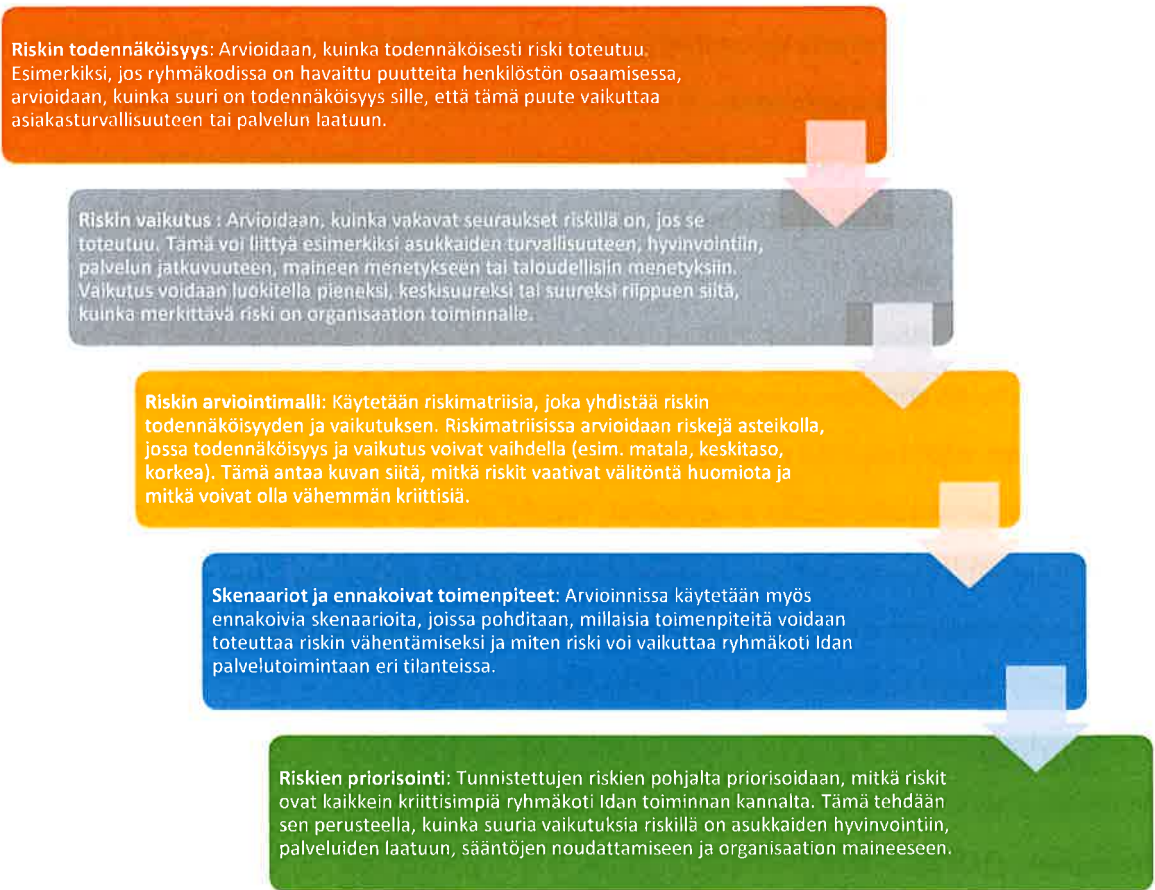 Riskin todennäköisyys: Arvioidaan, kuinka todennäköisesti riski toteutuu.
Esimerkiksi, jos ryhmäkodissa on havaittu puutteita henkilöstön osaamisessa,
arvioidaan, kuinka suuri on todennäköisyys sille, että tämä puute vaikuttaa
asiakasturvallisuuteen tai palvelun laatuun.
Riskin vaikutus : Arvioidaan, kuinka vakavat seuraukset riskillä on, jos se
toteutuu. Tämä voi liittyä esimerkiksi asukkaiden turvallisuuteen, hyvinvointiin,
palvelun jatkuvuuteen, maineen menetykseen tai taloudellisiin menetyksiin.
Vaikutus voidaan luokitella pieneksi, keskisuureksi tai suureksi riippuen siitä,
kuinka merkittävä riski on organisaation toiminnalle.
Riskin arviointimalli: Käytetään riskimatriisia, joka yhdistää riskin
todennäköisyyden ja vaikutuksen. Riskimatriisissa arvioidaan riskejä asteikolla,
jossa todennäköisyys ja vaikutus voivat vaihdella (esim. matala, keskitaso,
korkea). Tämä antaa kuvan siitä, mitkä riskit vaativat välitöntä huomiota ja
mitkä voivat olla vähemmän kriittisiä.
Skenaariot ja ennakoivat toimenpiteet: Arvioinnissa käytetään myös
ennakoivia skenaarioita, joissa pohditaan, millaisia toimenpiteitä voidaan
toteuttaa riskin vähentämiseksi ja miten riski voi vaikuttaa ryhmäkoti Idan
palvelutoimintaan eri tilanteissa.
Riskien priorisointi: Tunnistettujen riskien pohjalta priorisoidaan, mitkä riskit
ovat kaikkein kriittisimpiä ryhmäkoti Idan toiminnan kannalta. Tämä tehdään
sen perusteella, kuinka suuria vaikutuksia riskillä on asukkaiden hyvinvointiin,
palveluiden laatuun, sääntöjen noudattamiseen ja organisaation maineeseen.